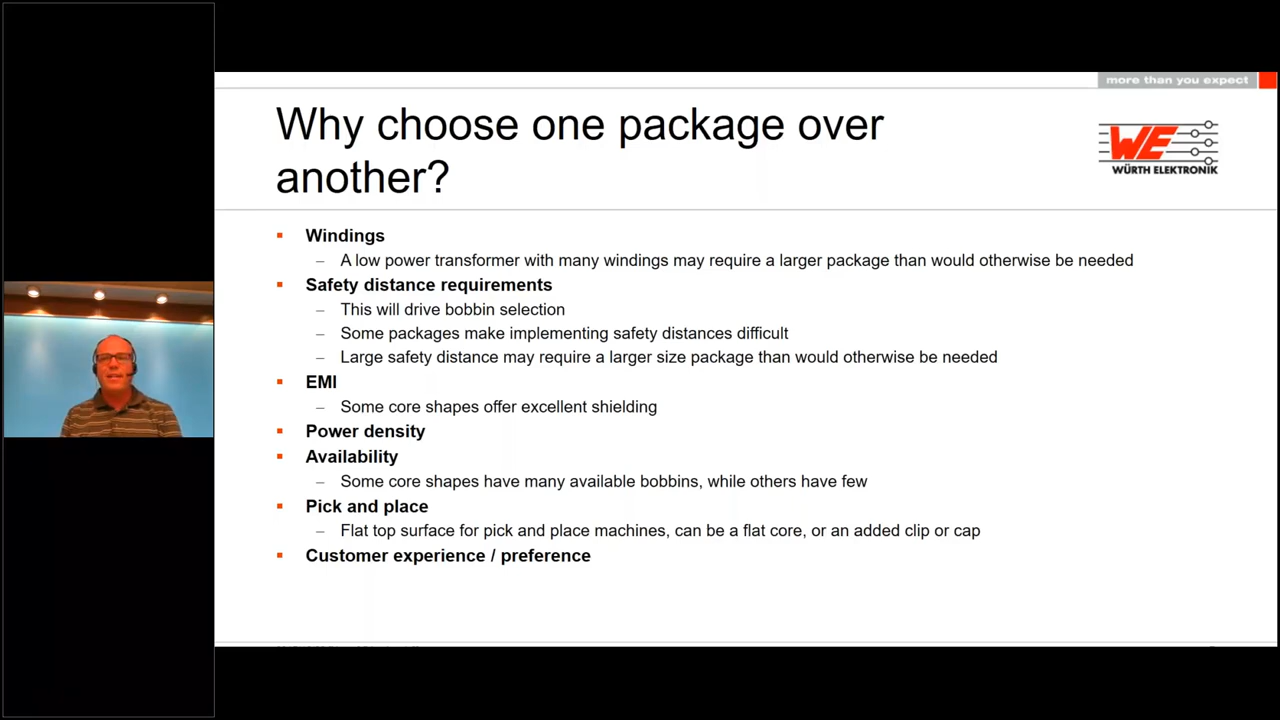 more than you expect
Why choose one package over
another?
WE
WÜRTH ELEKTRONIK
▪ Windings
– A low power transformer with many windings may require a larger package than would otherwise be needed
▪ Safety distance requirements
– This will drive bobbin selection
– Some packages make implementing safety distances difficult
– Large safety distance may require a larger size package than would otherwise be needed
▪ EMI
– Some core shapes offer excellent shielding
▪ Power density
▪ Availability
– Some core shapes have many available bobbins, while others have few
▪ Pick and place
– Flat top surface for pick and place machines, can be a flat core, or an added clip or cap
▪ Customer experience / preference